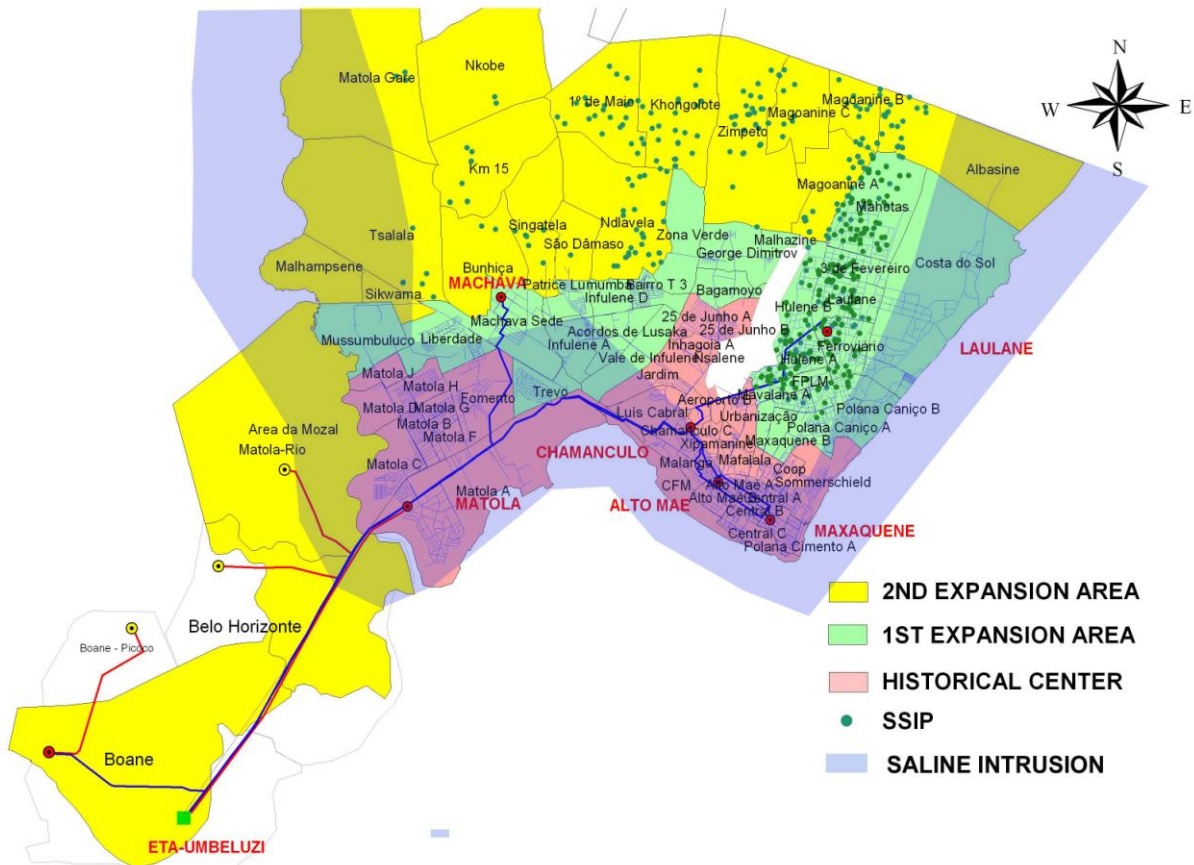 N
W
E
S
Nkobe
Matola Gare
1º de Maio
Khongolote
Magoanine B
Magoanine C
Zimpeto
Km 15
Albasine
Magoanine A
Mahotas
Singatela
Ndlavela
Tsalala
São Dâmaso
Zona Verde
Malhazine
George Dimitrov
Costa do Sol
Malhampsene
Bunhiça
3 de Fevereiro
MACHAVA
Patrice Lumumba
Bairro T 3
Bagamoyo
Sikwama
Infulene D
Laulane
Hulene B
25 de Junho A
Machava Sede
Acordos de Lusaka
25 de Junho B
Mussumbuluco
Liberdade
Infulene A
Inhagoia A
Ferroviário
LAULANE
Vale de Infulene
Nsalene
Hulene A
Matola J
Jardim
Matola H
FPLM
Fomento
Trevo
Mavalane A
Matola D
Matola G
Aeroporto B
Polana Caniço B
Luis Cabral
Urbanização
Matola B
Area da Mozal
Chamanculo C
Polana Caniço A
Matola F
Maxaquene B
Matola-Rio
Xipamanine
CHAMANCULO
Malanga
Mafalala
Matola C
Coop
Sommerschield
CFM
Alto Maé A
Matola A
MATOLA
ALTO MAE
Alto Maé B
Central A
Central B
MAXAQUENE
Central C
Polana Cimento A
2ND EXPANSION AREA
Belo Horizonte
1ST EXPANSION AREA
Boane - Picoco
HISTORICAL CENTER
SSIP
Boane
SALINE INTRUSION
ETA-UMBELUZI